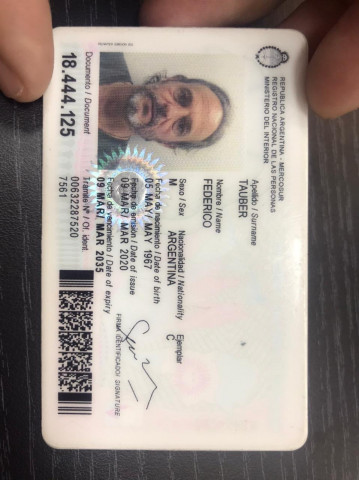 REPUBLICA ARGENTINA - MERCOSUR
REGISTRO NACIONAL DE LAS PERSONAS
MINISTERIO DEL INTERIOR
Apellido / Surname
TAUBER
Nombre / Name
FEDERICO
Sexo / Sex
Nacionalidad / Nationality
Ejemplar
M
ARGENTINA
C
Fecha de nacimiento / Date of birth
05 MAY/ MAY 1967
Fecha de emisión / Date of issue
09 MAR/ MAR 2020
Fecha de vencimiento / Date of expiry
09 MAR/ MAR 2035
Documento / Document
18.444.125
Trámite Nº / Of. ident.
00632287520
7561
FIRMA IDENTIFICADO/ SIGNATURE